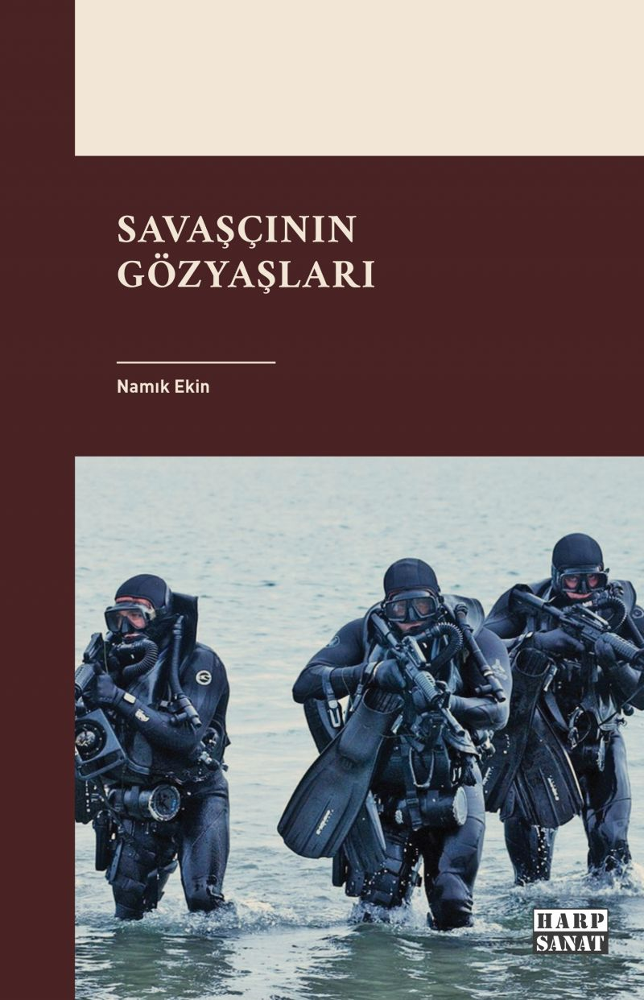 SAVAŞÇININ
GÖZYAŞLARI
Namık Ekin
HARP
SANAT